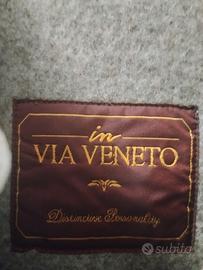 in
VIA VENETO
Distinctive Personality
subito